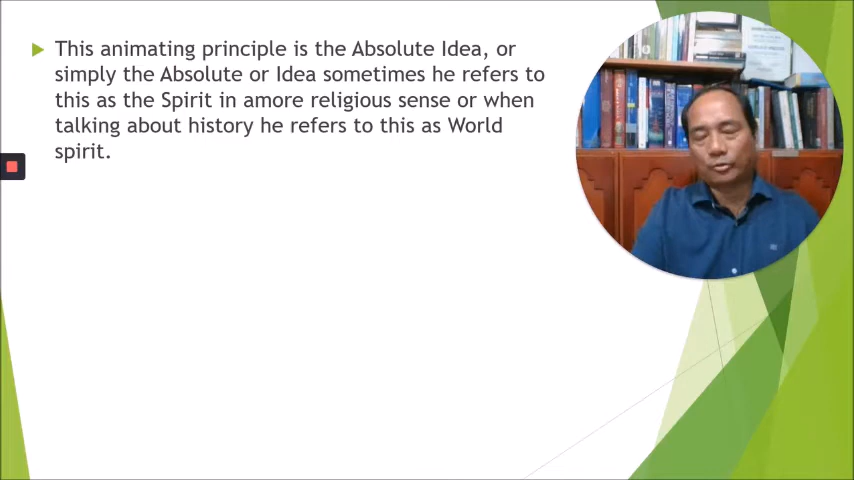 This animating principle is the Absolute Idea, or
simply the Absolute or Idea sometimes he refers to
this as the Spirit in amore religious sense or when
talking about history he refers to this as World
spirit.